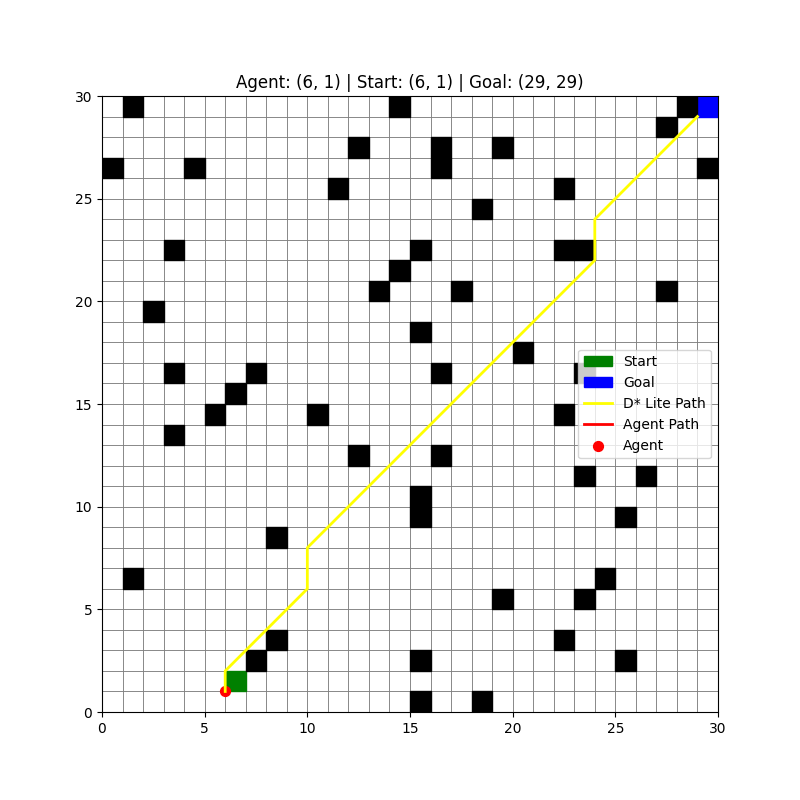 Agent: (6, 1) | Start: (6, 1) | Goal: (29, 29)
30
25
20
15
10
5
0
Start
Goal
D* Lite Path
Agent Path
Agent
0 5 10 15 20 25 30